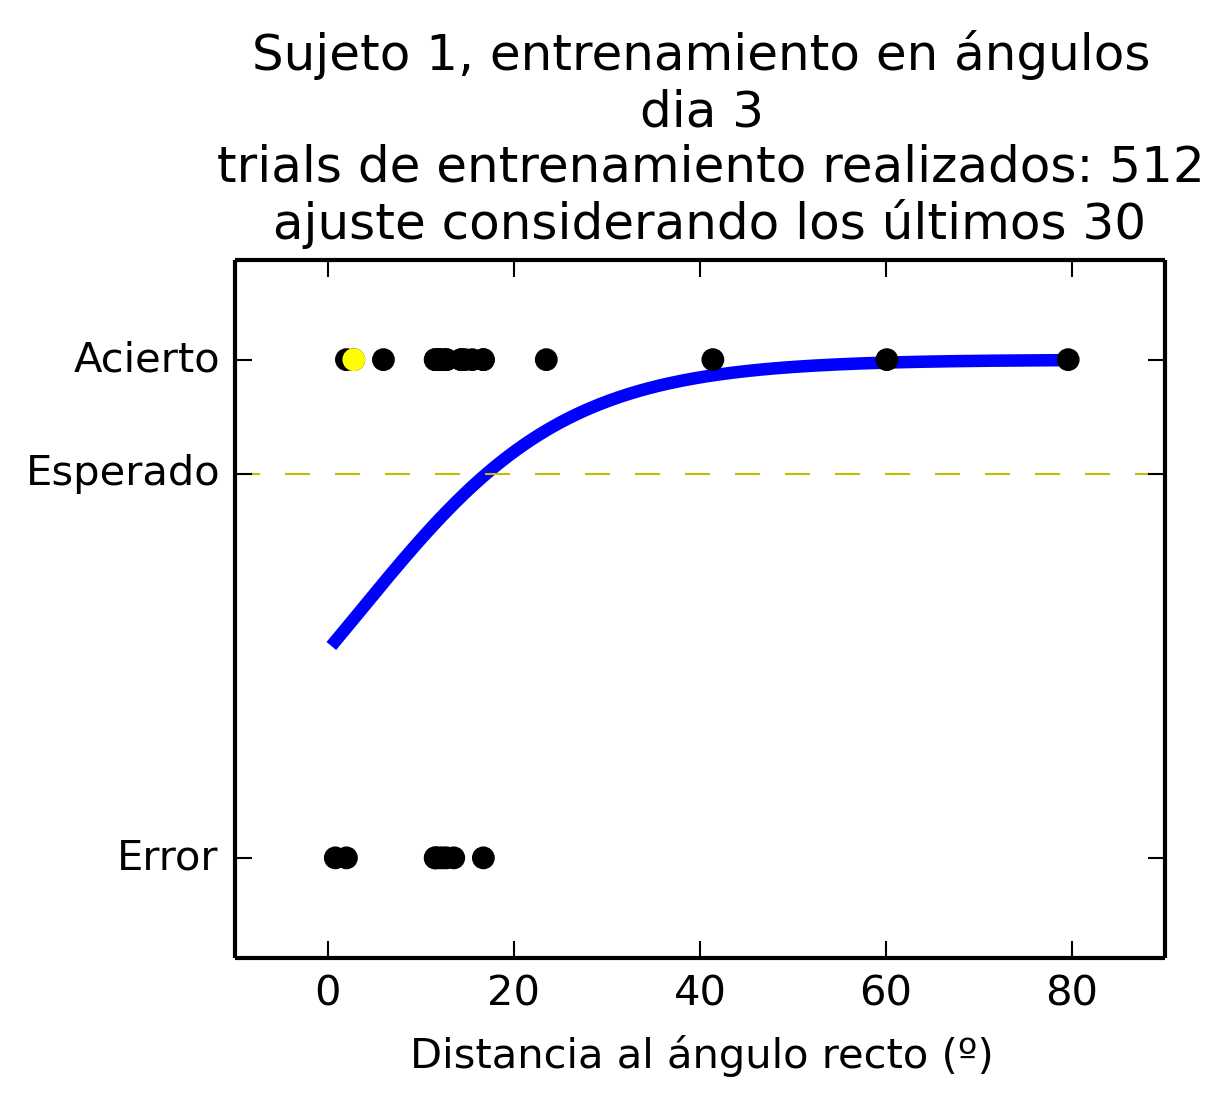 Sujeto 1, entrenamiento en ángulos
dia 3
trials de entrenamiento realizados: 512
ajuste considerando los últimos 30
Acierto
Esperado
Error
0 20 40 60 80
Distancia al ángulo recto (º)